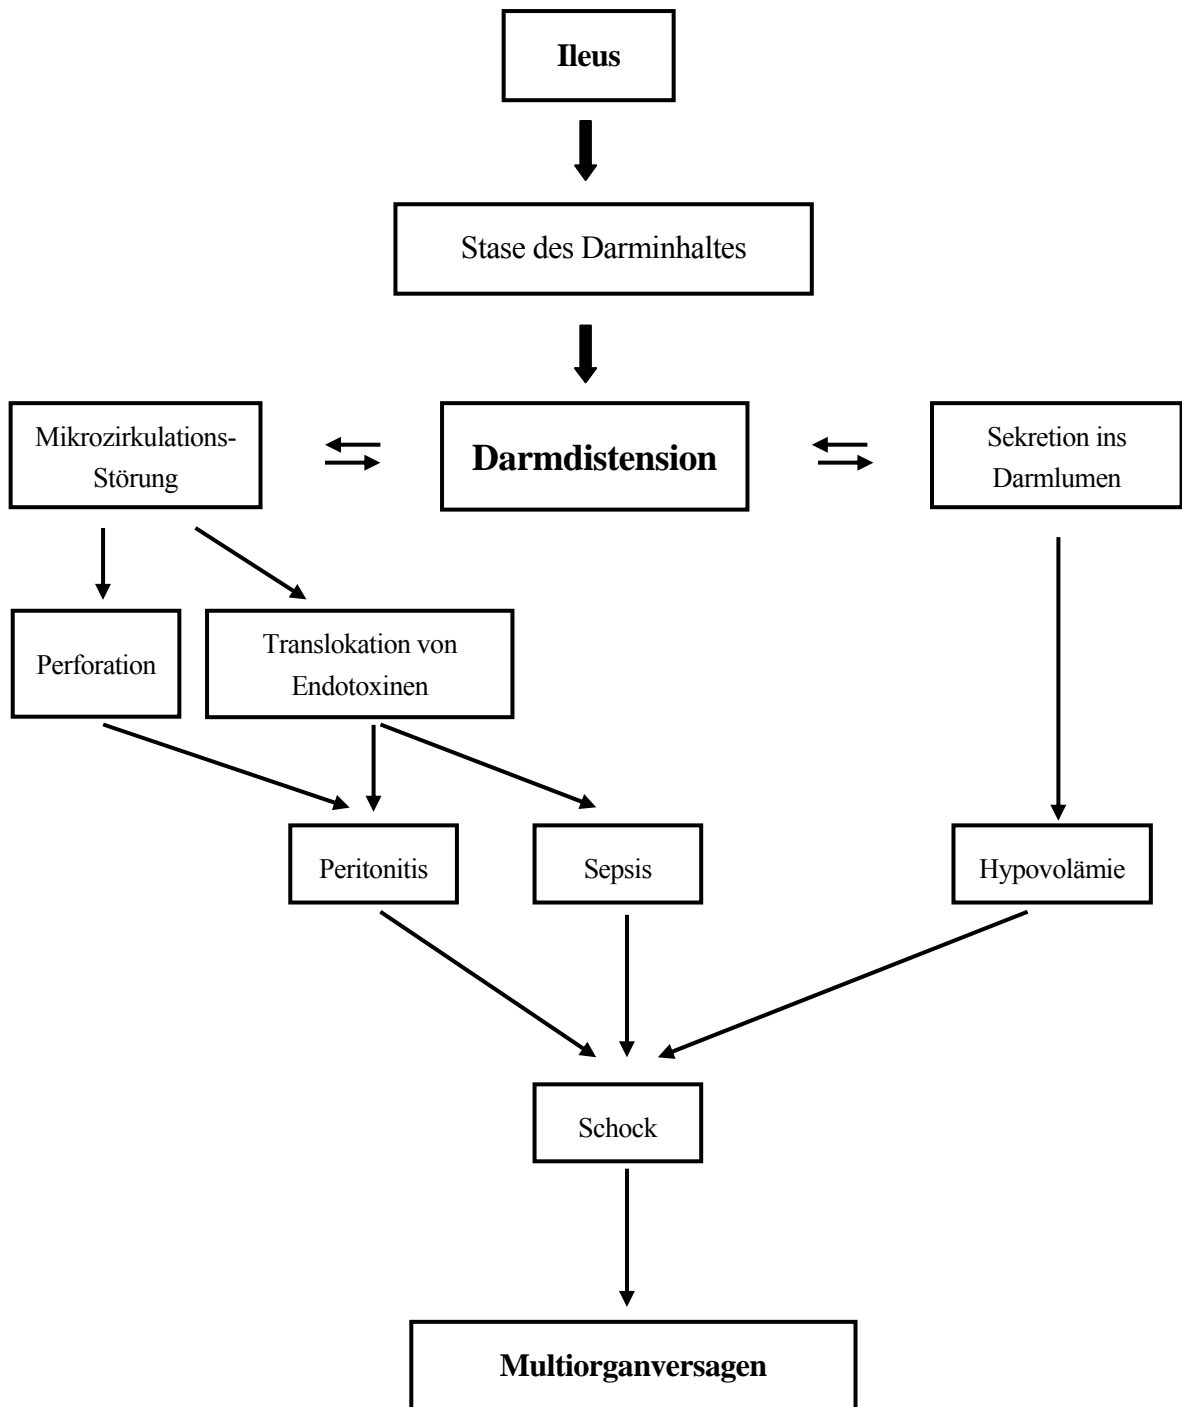 Ileus
Stase des Darminhaltes
Mikrozirkulations-
Störung
Darmdistension
Sekretion ins
Darmlumen
Perforation
Translokation von
Endotoxinen
Peritonitis
Sepsis
Hypovolämie
Schock
Multiorganversagen